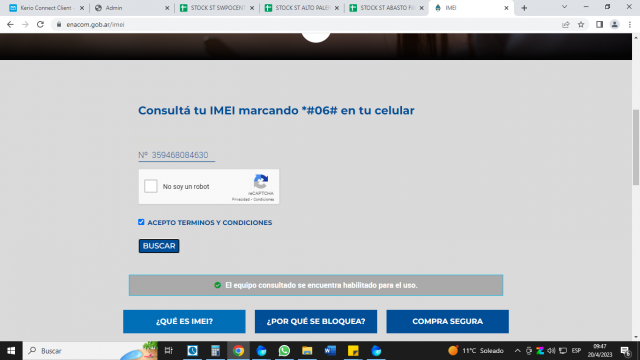 Kerio Connect Client -
Admin
STOCK ST SWPOCENT
STOCK ST ALTO PALER
STOCK ST ABASTO FI
IMEI
enacom.gob.ar/imei
Consultá tu IMEI marcando *#06# en tu celular
Nº 359468084630
No soy un robot
reCAPTCHA
Privacidad - Condiciones
ACEPTO TERMINOS Y CONDICIONES
BUSCAR
El equipo consultado se encuentra habilitado para el uso.
¿QUÉ ES IMEI?
¿POR QUÉ SE BLOQUEA?
COMPRA SEGURA
Buscar
11°C Soleado
ESP
09:47
20/4/2023